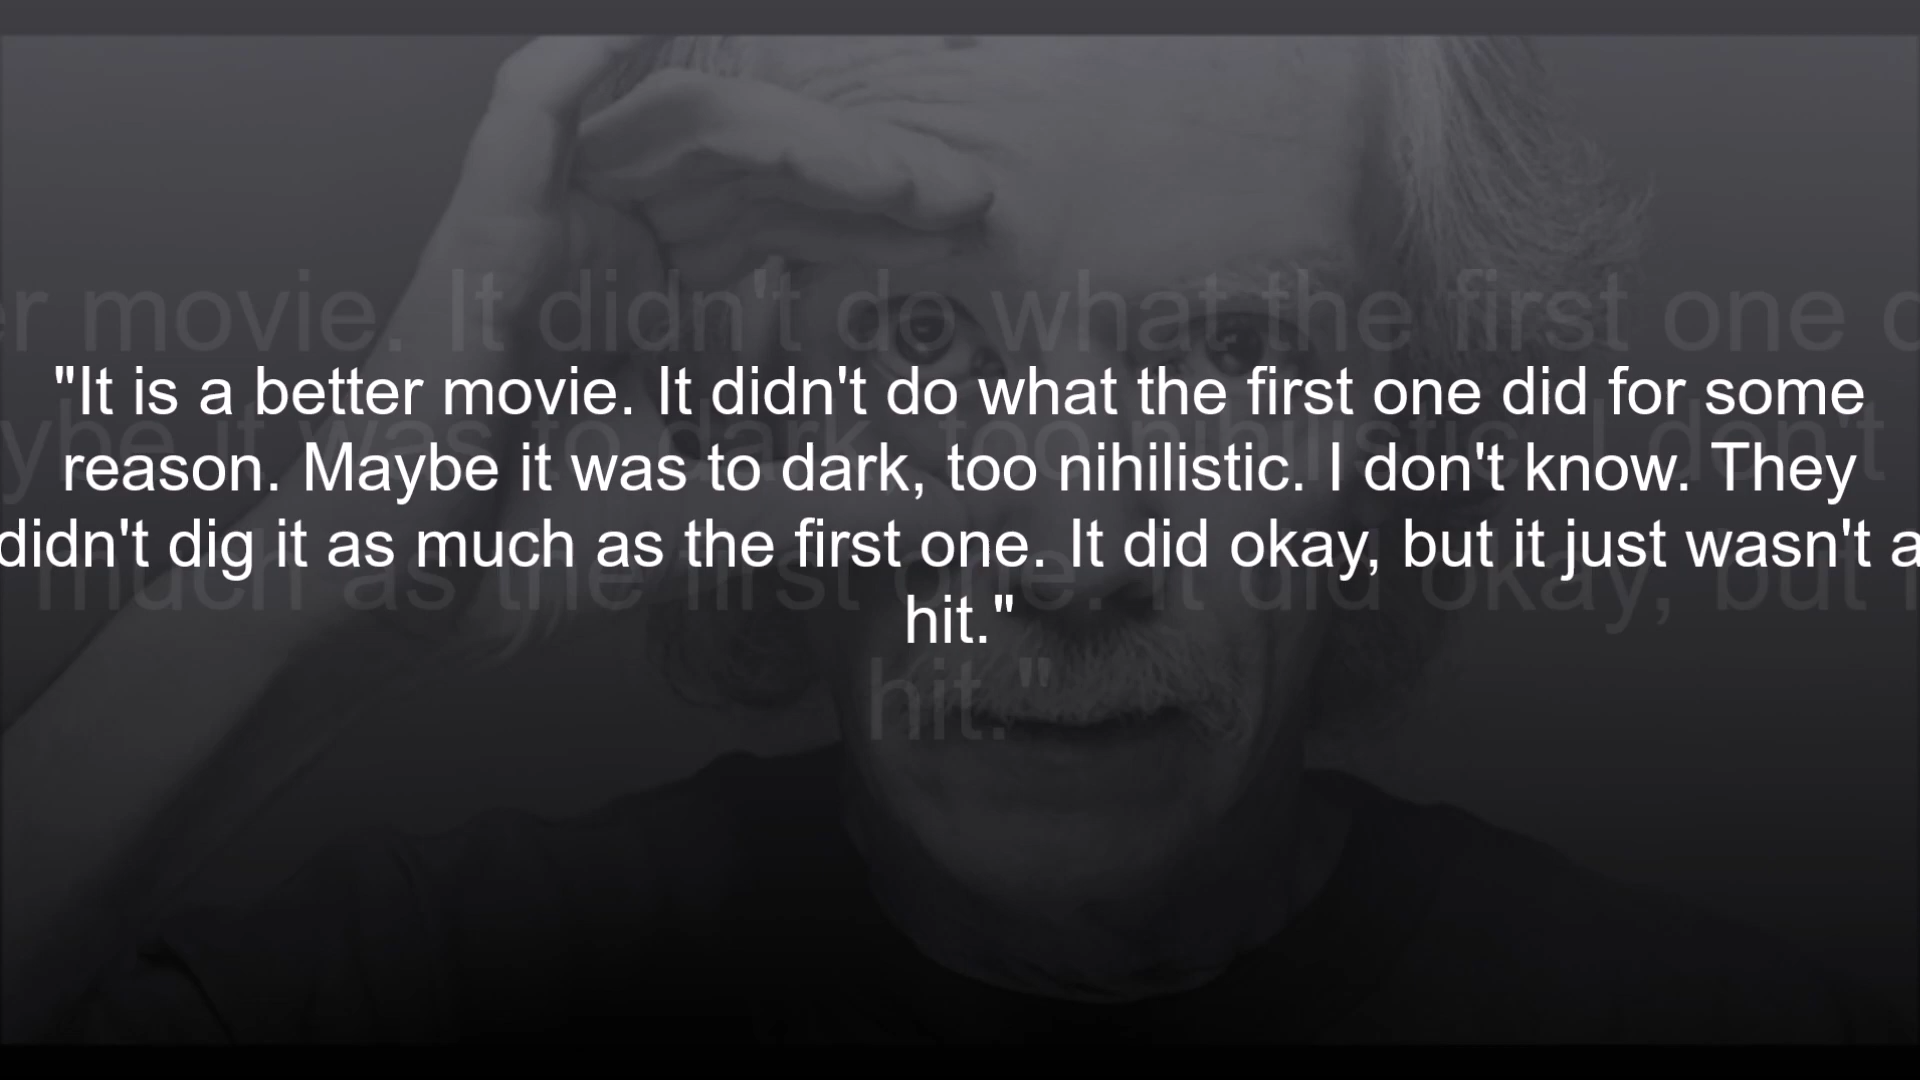 "It is a better movie. It didn't do what the first one did for some
reason. Maybe it was to dark, too nihilistic. I don't know. They
didn't dig it as much as the first one. It did okay, but it just wasn't a
hit."